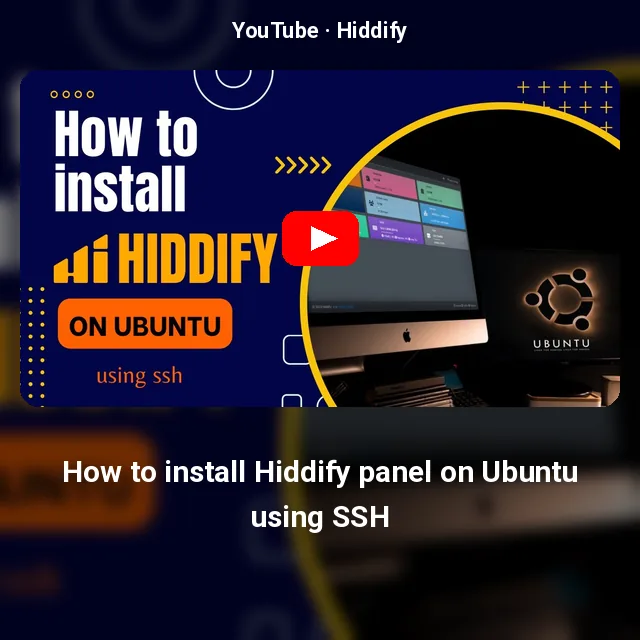 YouTube · Hiddify
How to
install
HIDDIFY
ON UBUNTU
using ssh
UBUNTU
How to install Hiddify panel on Ubuntu
using SSH